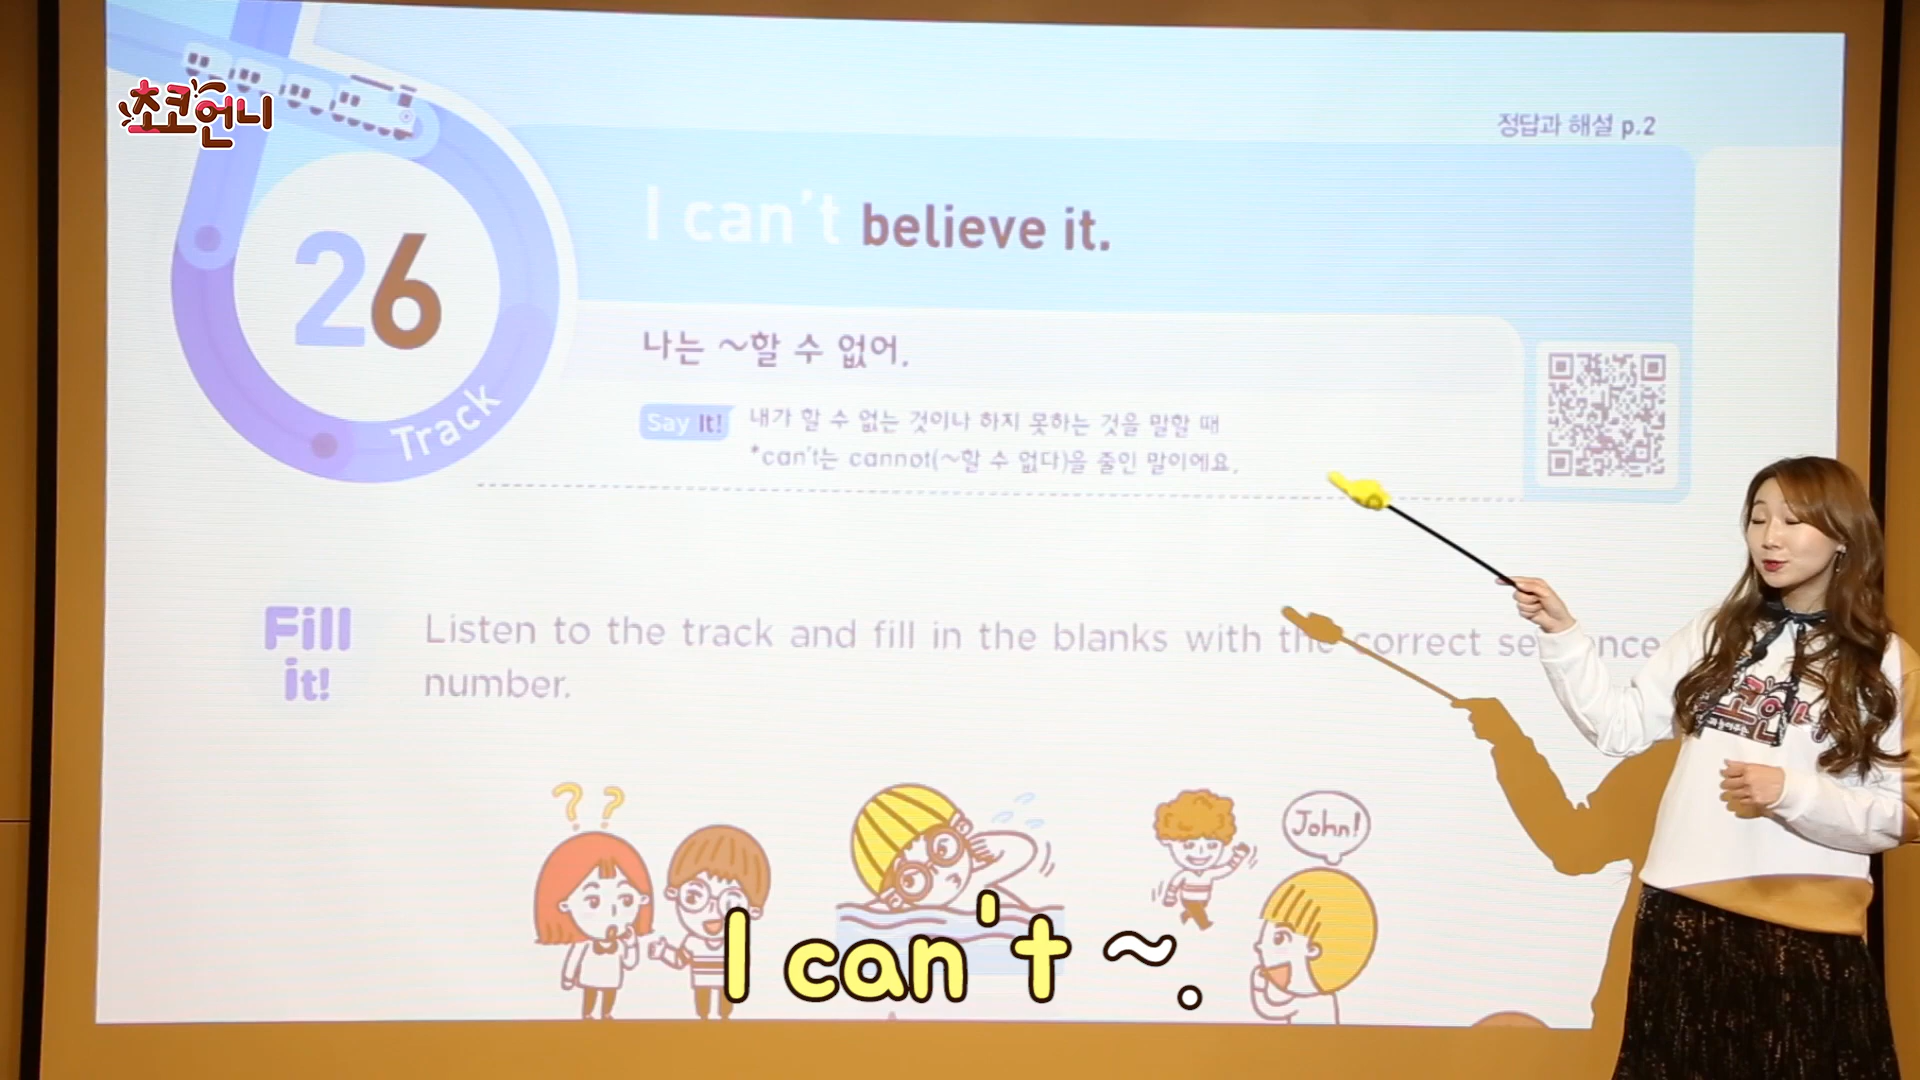 초코언니
정답과 해설 p.2
26
Track
I can't believe it.
나는 ~할 수 없어.
Say It! 내가 할 수 없는 것이나 하지 못하는 것을 말할 때
*can't는 cannot(~할 수 없다)을 줄인 말이에요.
Fill it!
Listen to the track and fill in the blanks with the correct
number.
? ?
John!
I can't ~.